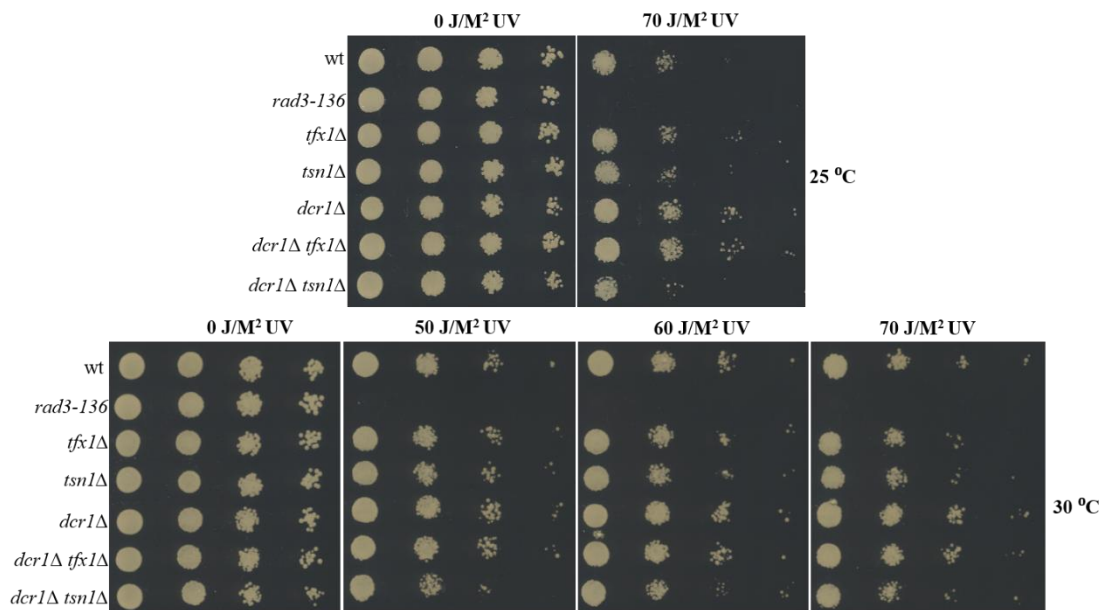 0 J/M² UV 70 J/M² UV
wt
rad3-136
tfx1Δ
tsn1Δ
dcr1Δ
dcr1Δ tfx1Δ
dcr1Δ tsn1Δ
25 ⁰C
0 J/M² UV 50 J/M² UV 60 J/M² UV 70 J/M² UV
wt
rad3-136
tfx1Δ
tsn1Δ
dcr1Δ
dcr1Δ tfx1Δ
dcr1Δ tsn1Δ
30 ⁰C